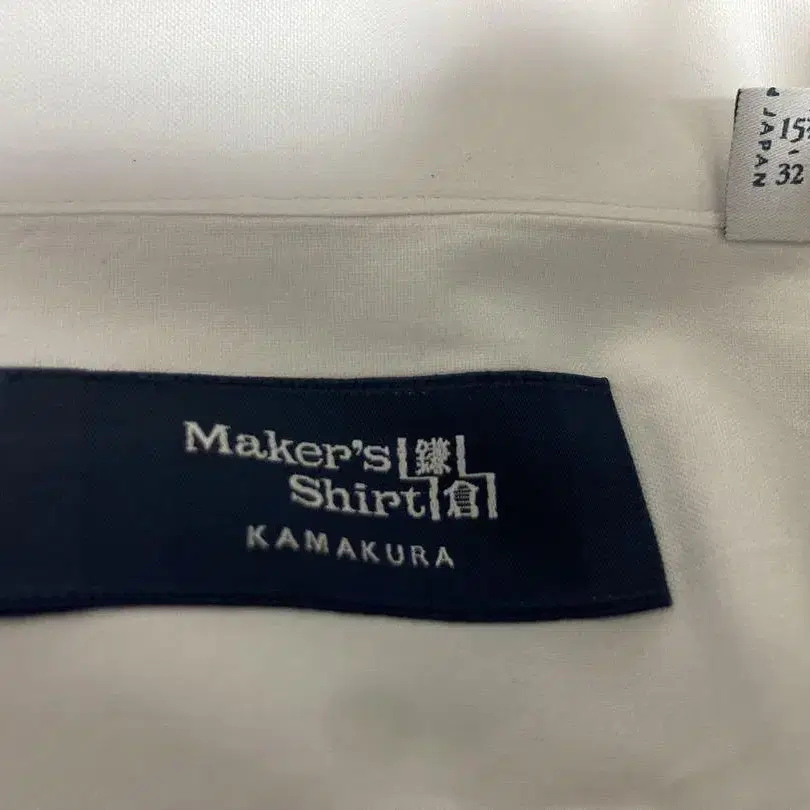 Maker's 鎌
Shirt 倉
KAMAKURA
JAPAN
32